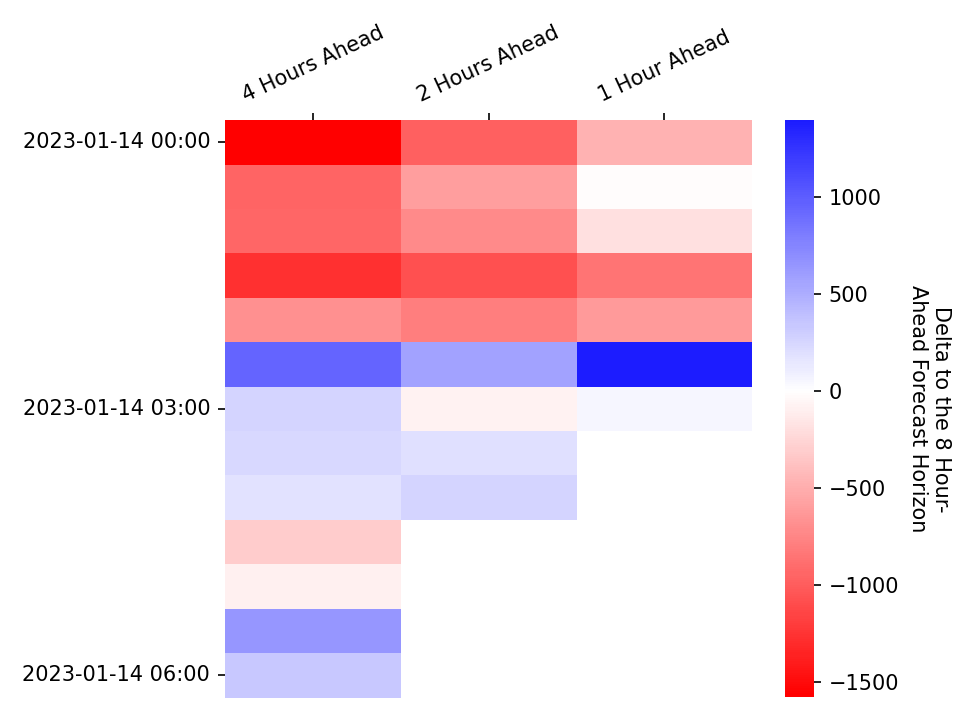 4 Hours Ahead
2 Hours Ahead
1 Hour Ahead
2023-01-14 00:00
2023-01-14 03:00
2023-01-14 06:00
1000
500
0
−500
−1000
−1500
Delta to the 8 Hour-
Ahead Forecast Horizon